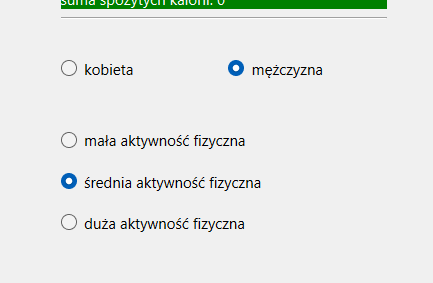 suma spożytych kalorii: 0
kobieta mężczyzna
mała aktywność fizyczna
średnia aktywność fizyczna
duża aktywność fizyczna